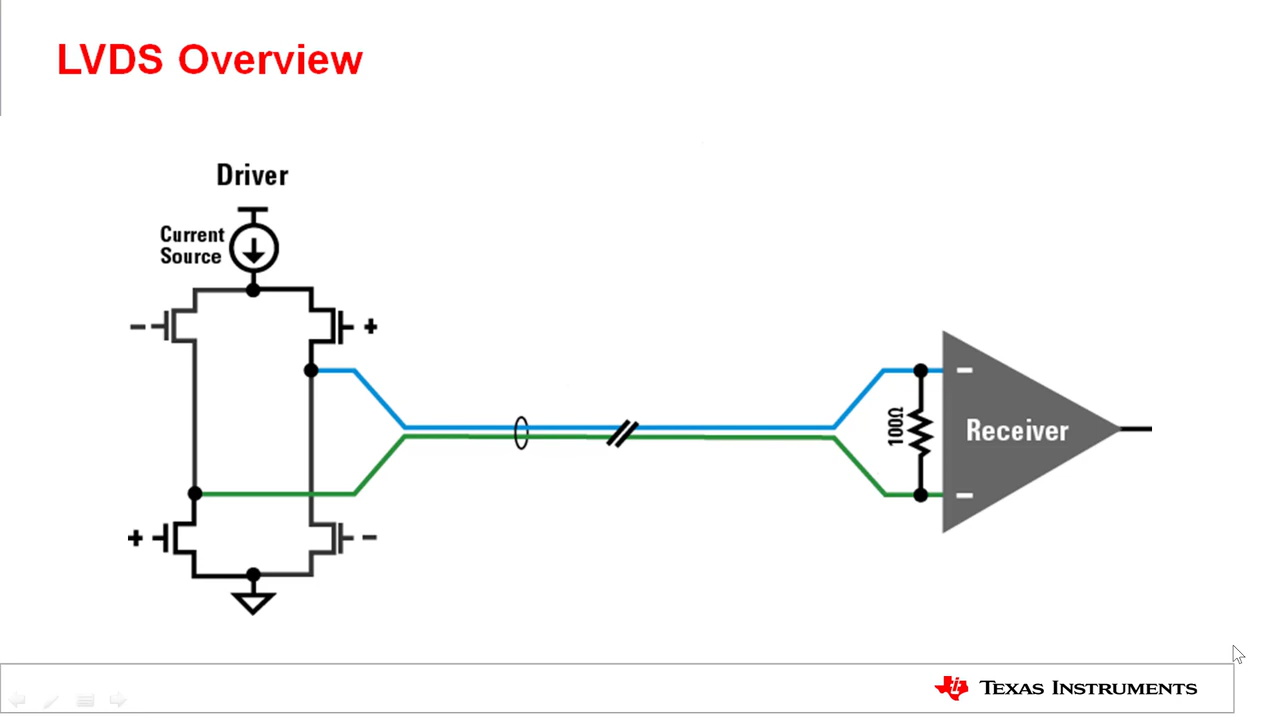 LVDS Overview
Driver
Current
Source
− +
100Ω
− 
Receiver
−
+ −
TEXAS INSTRUMENTS